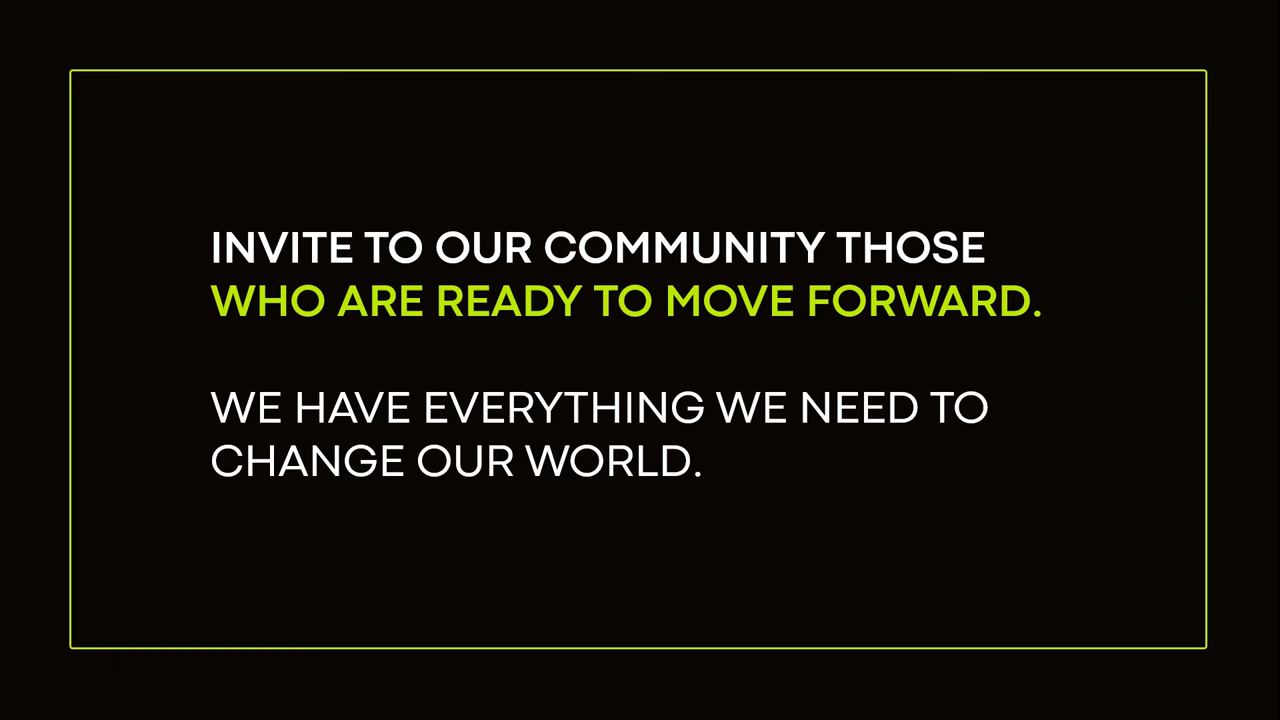 INVITE TO OUR COMMUNITY THOSE
WHO ARE READY TO MOVE FORWARD.
WE HAVE EVERYTHING WE NEED TO
CHANGE OUR WORLD.